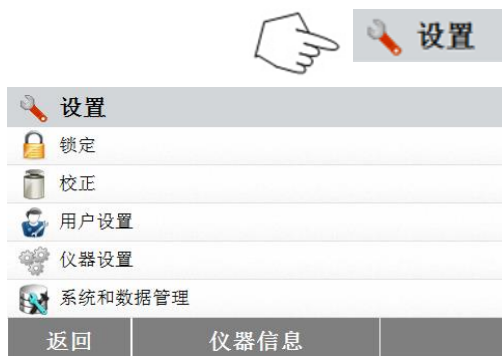 设置
设置
锁定
校正
用户设置
仪器设置
系统和数据管理
返回 仪器信息